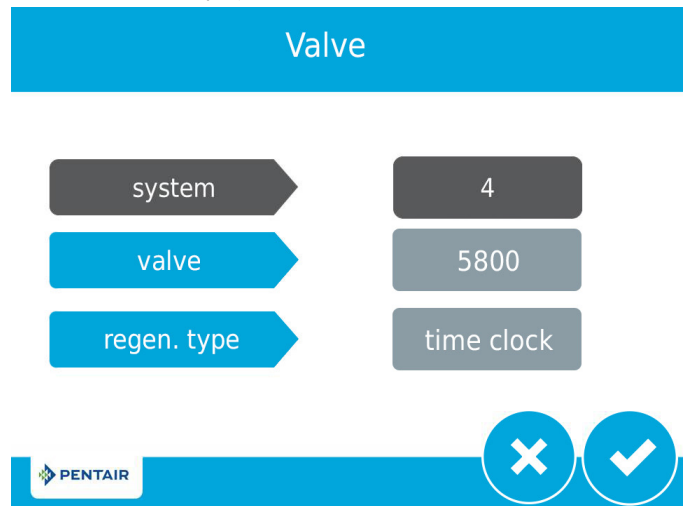 Valve
system 4
valve 5800
regen. type time clock
PENTAIR